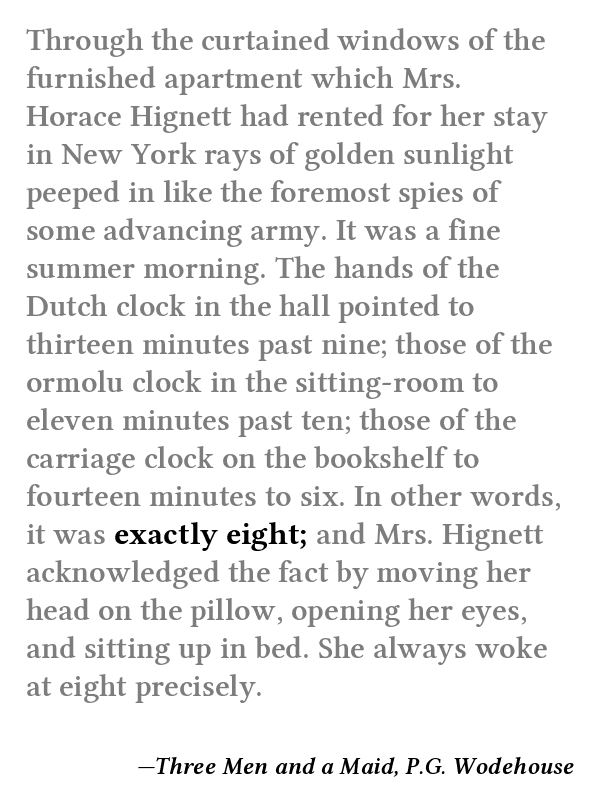 Through the curtained windows of the
furnished apartment which Mrs.
Horace Hignett had rented for her stay
in New York rays of golden sunlight
peeped in like the foremost spies of
some advancing army. It was a fine
summer morning. The hands of the
Dutch clock in the hall pointed to
thirteen minutes past nine; those of the
ormolu clock in the sitting-room to
eleven minutes past ten; those of the
carriage clock on the bookshelf to
fourteen minutes to six. In other words,
it was exactly eight; and Mrs. Hignett
acknowledged the fact by moving her
head on the pillow, opening her eyes,
and sitting up in bed. She always woke
at eight precisely.
—Three Men and a Maid, P.G. Wodehouse